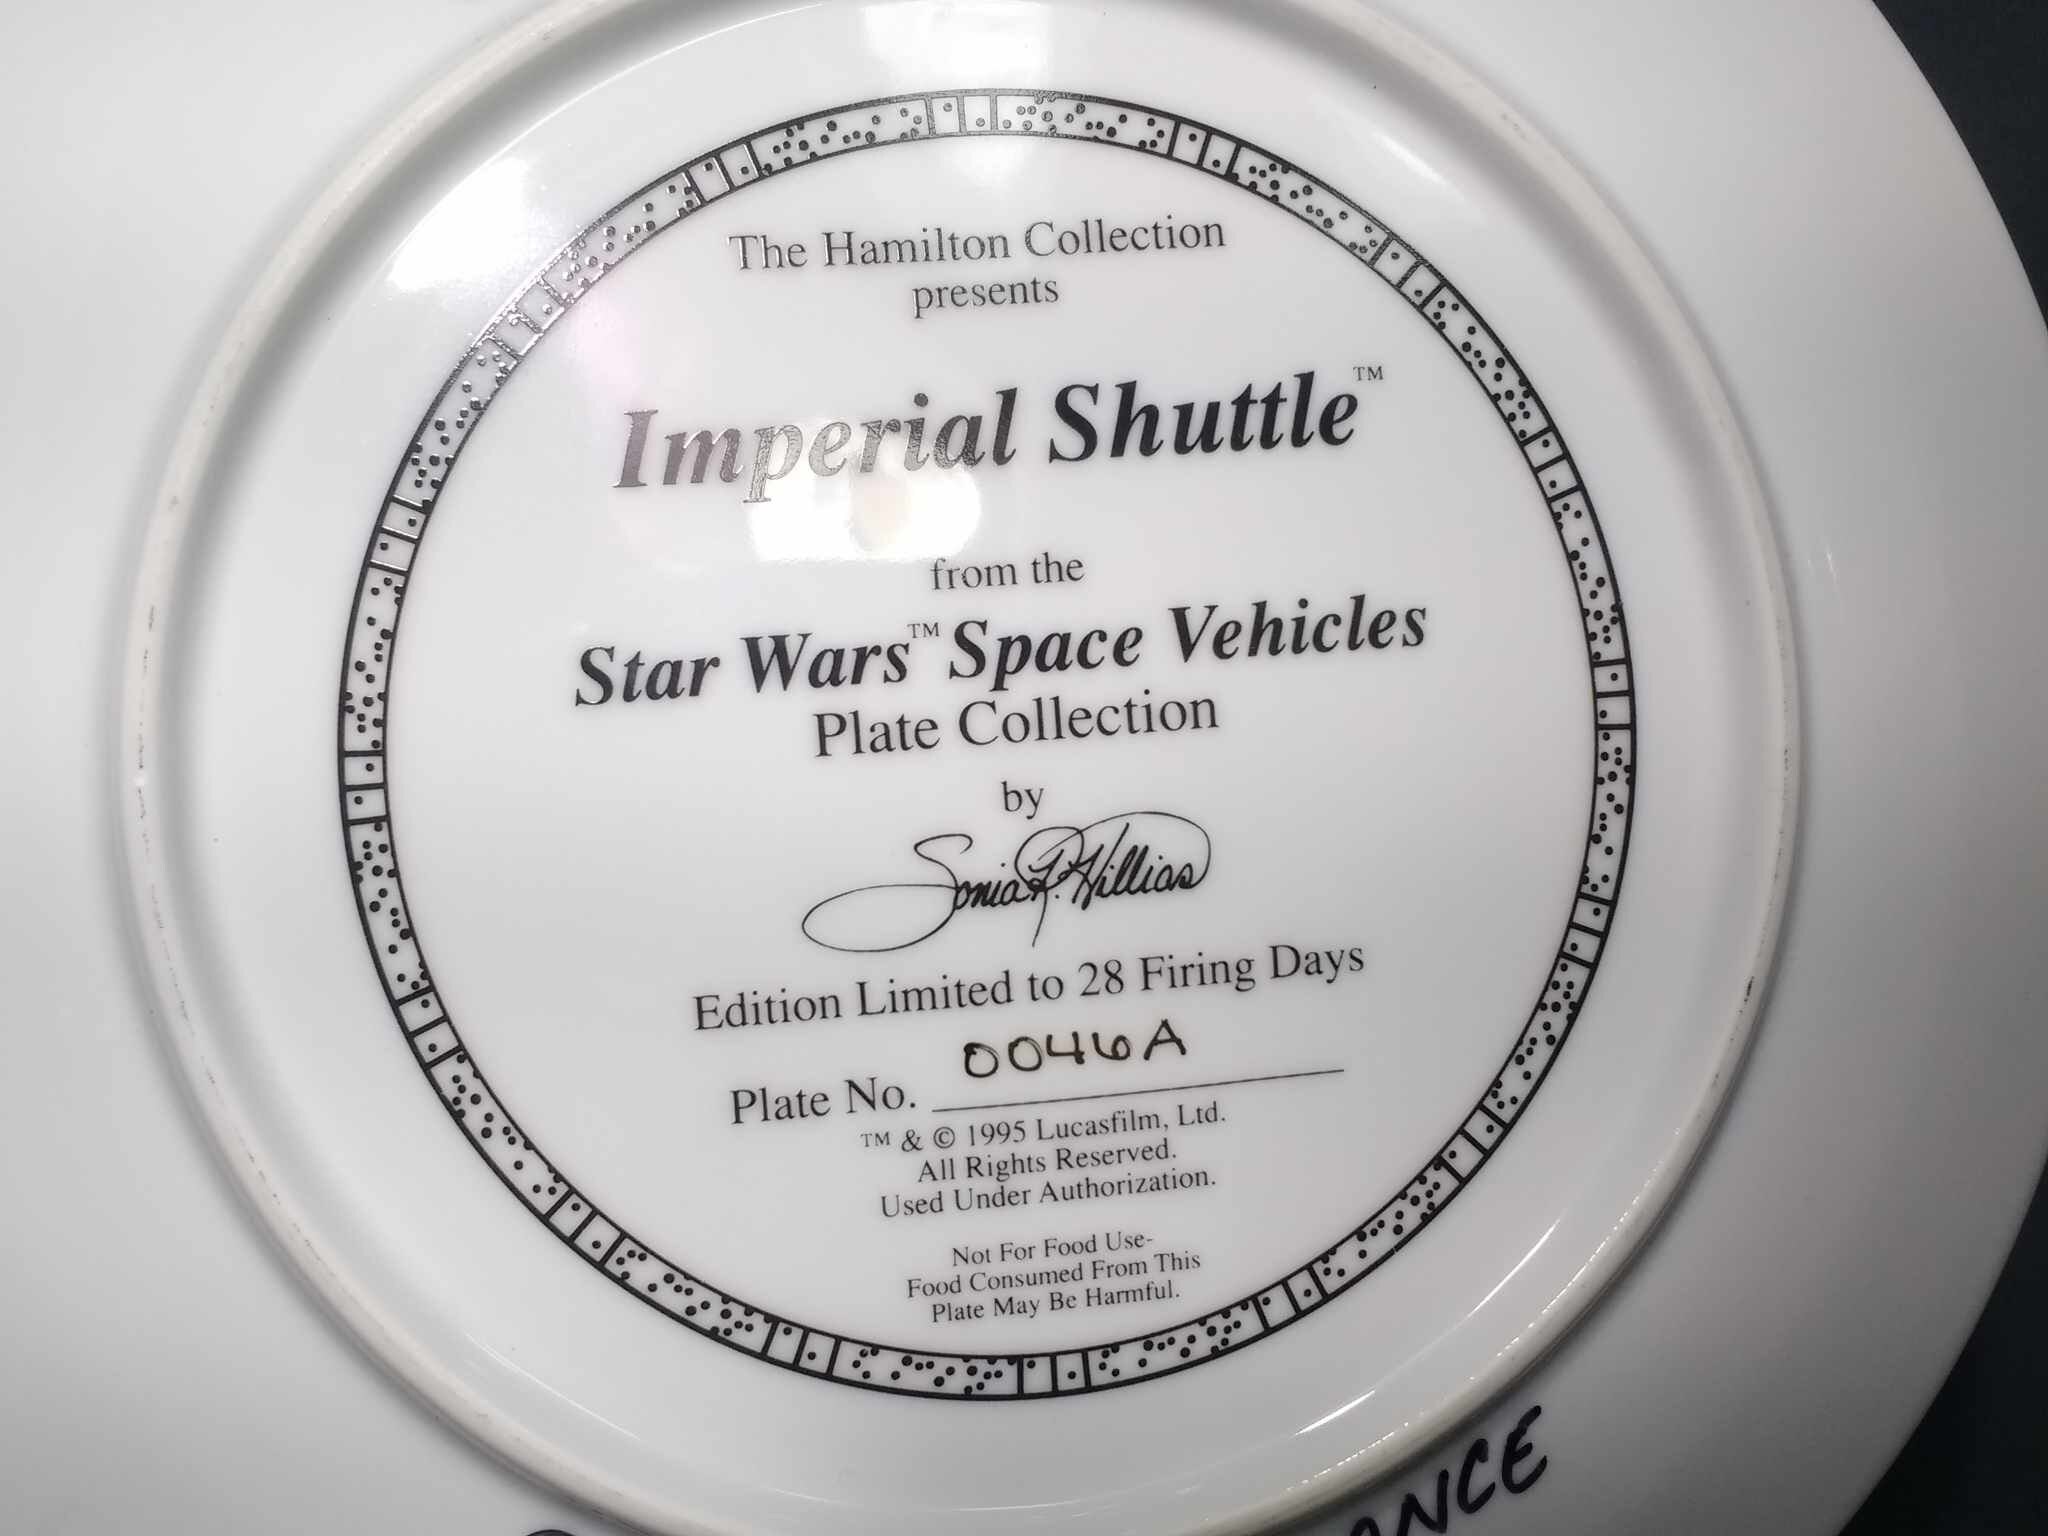 The Hamilton Collection
presents
Imperial Shuttle™
from the
Star Wars™ Space Vehicles
Plate Collection
by
Sonia R. Hillios
Edition Limited to 28 Firing Days
Plate No. 0046A
™ & © 1995 Lucasfilm, Ltd.
All Rights Reserved.
Used Under Authorization.
Not For Food Use-
Food Consumed From This
Plate May Be Harmful.